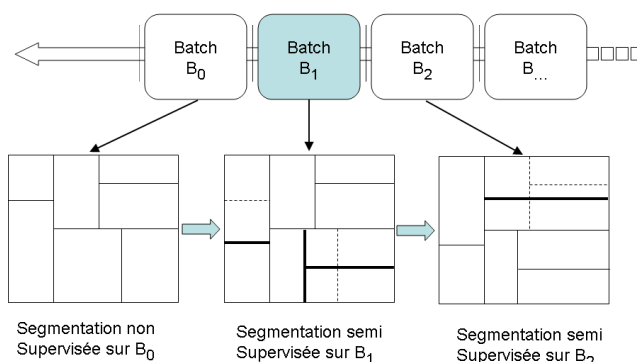 Batch
B0
Batch
B1
Batch
B2
Batch
B...
Segmentation non
Supervisée sur B0
Segmentation semi
Supervisée sur B1
Segmentation semi
Supervisée sur B2